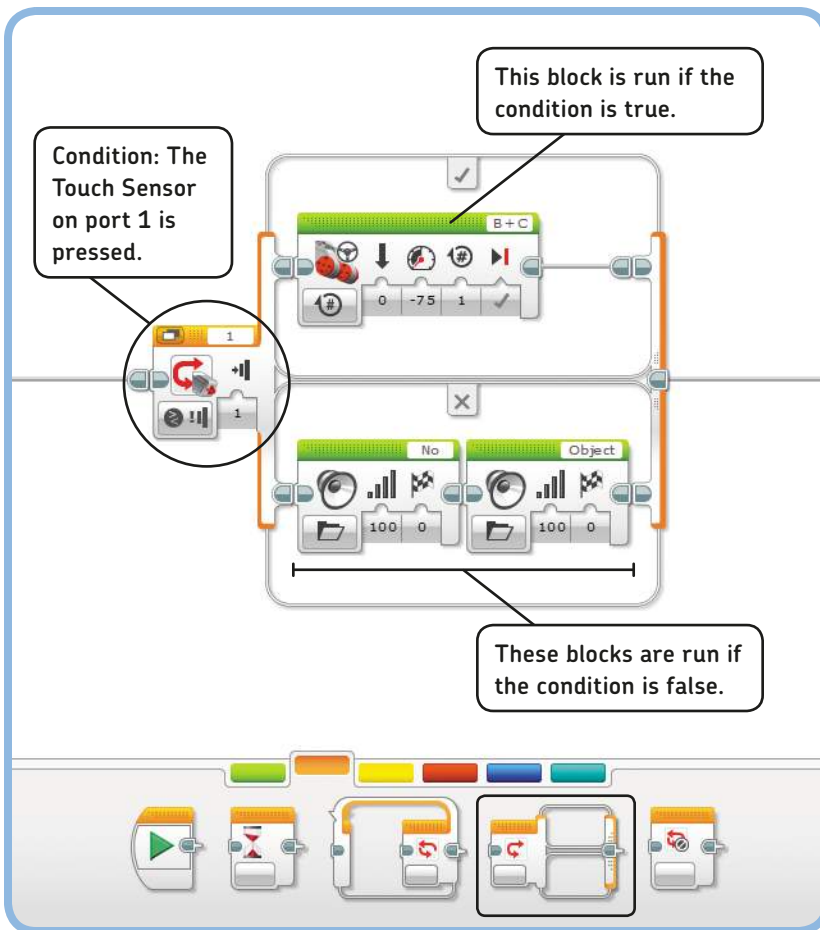 This block is run if the
condition is true.
Condition: The
Touch Sensor
on port 1 is
pressed.
B+C
0 -75 1
1
1
No Object
100 0 100 0
These blocks are run if
the condition is false.